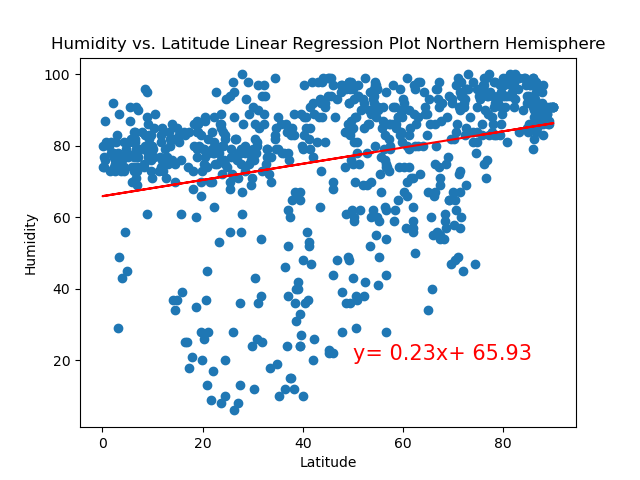 Humidity vs. Latitude Linear Regression Plot Northern Hemisphere
100
80
60
40
20
Humidity
y= 0.23x+ 65.93
0 20 40 60 80
Latitude